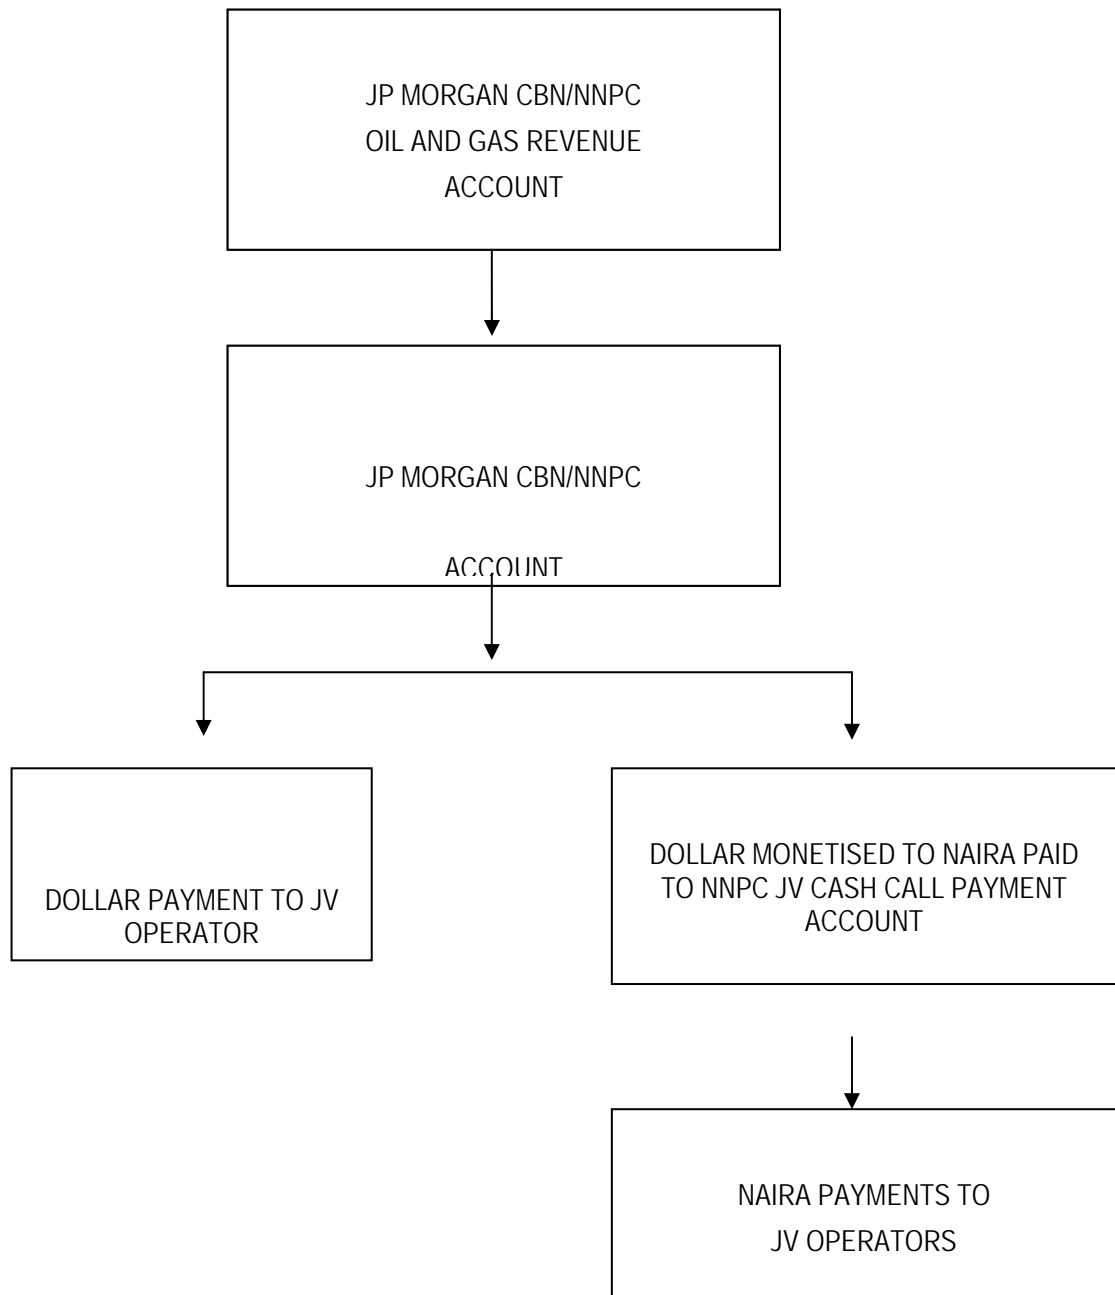 JP MORGAN CBN/NNPC
OIL AND GAS REVENUE
ACCOUNT
JP MORGAN CBN/NNPC
ACCOUNT
DOLLAR PAYMENT TO JV
OPERATOR
DOLLAR MONETISED TO NAIRA PAID
TO NNPC JV CASH CALL PAYMENT
ACCOUNT
NAIRA PAYMENTS TO
JV OPERATORS